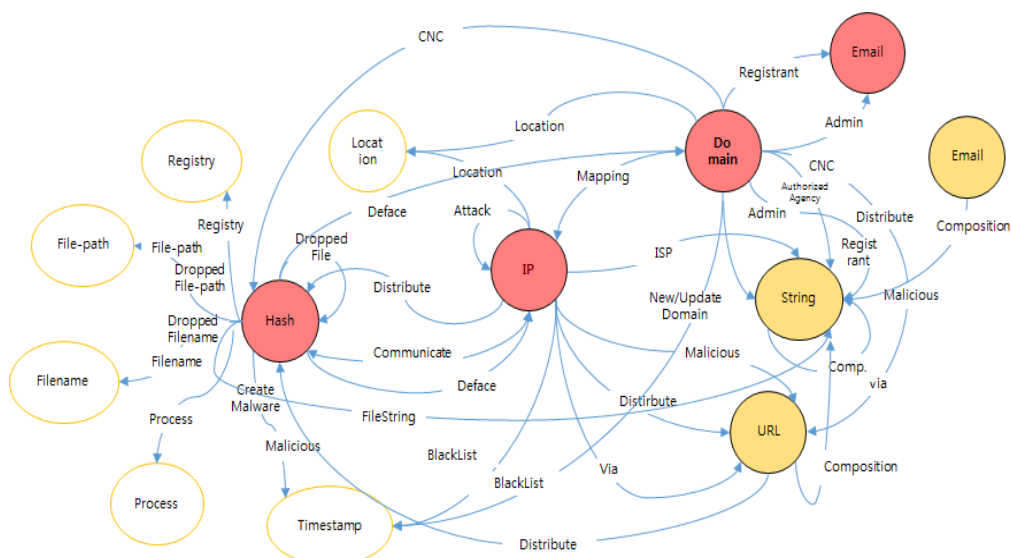 CNC
Email
Registrant
Admin
Location
Locat
ion
Do
main
Email
Registry
CNC
Location
Mapping
Authorized
Agency
Attack
Admin
Distribute
Composition
Registry
Deface
File-path
File-path
Dropped
File
ISP
Regist
rant
Dropped
File-path
IP
Distribute
New/Update
Domain
Malicious
String
Hash
Dropped
Filename
Communicate
Malicious
Filename
Filename
Deface
Comp.
via
Create
Malware
FileString
Distirbute
Process
URL
Malicious
BlackList
Via
Composition
BlackList
Process
Timestamp
Distribute